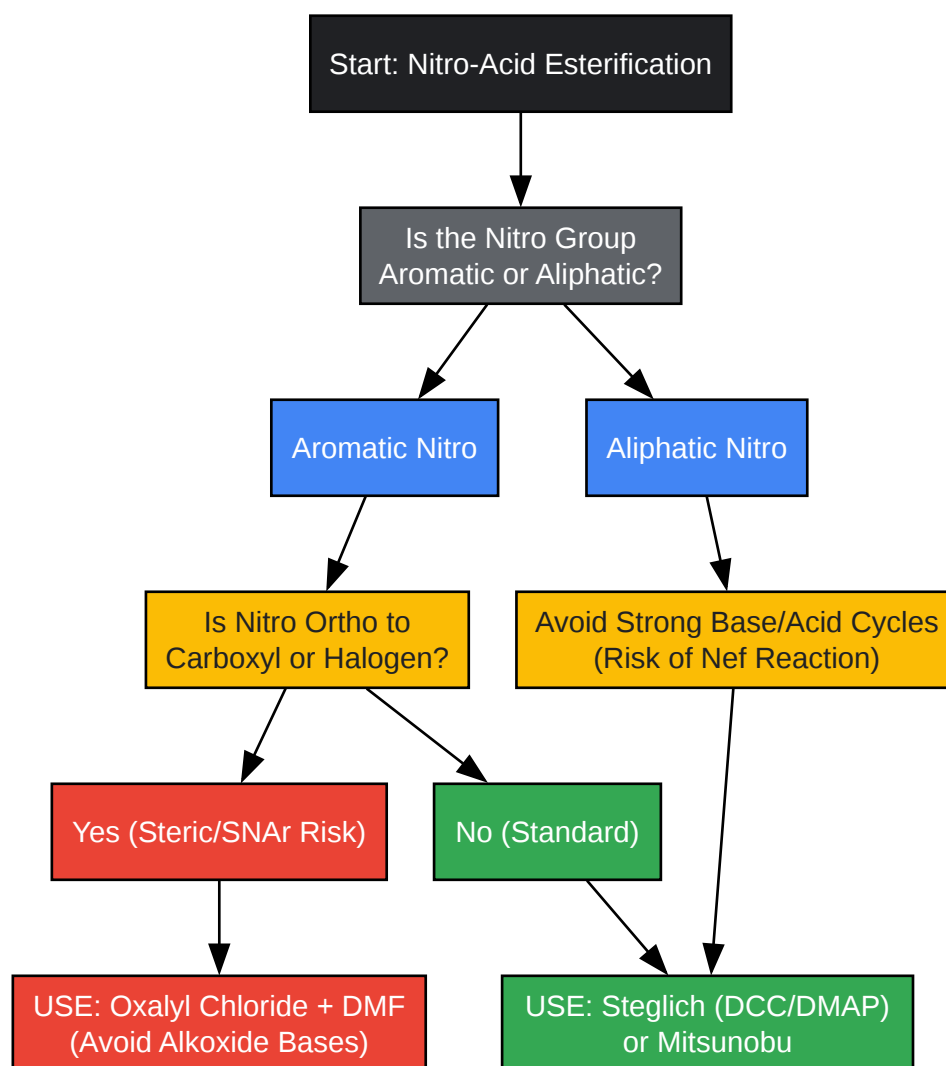 Start: Nitro-Acid Esterification
Is the Nitro Group
Aromatic or Aliphatic?
Aromatic Nitro
Aliphatic Nitro
Is Nitro Ortho to
Carboxyl or Halogen?
Avoid Strong Base/Acid Cycles
(Risk of Nef Reaction)
Yes (Steric/SNAr Risk)
No (Standard)
USE: Oxalyl Chloride + DMF
(Avoid Alkoxide Bases)
USE: Steglich (DCC/DMAP)
or Mitsunobu